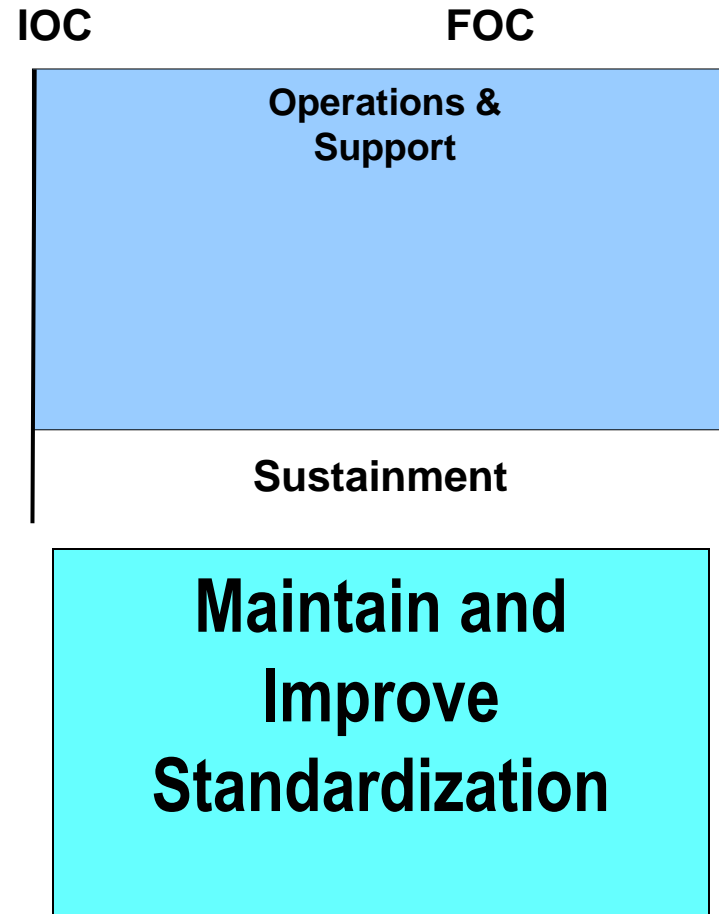 IOC FOC
Operations &
Support
Sustainment
Maintain and
Improve
Standardization